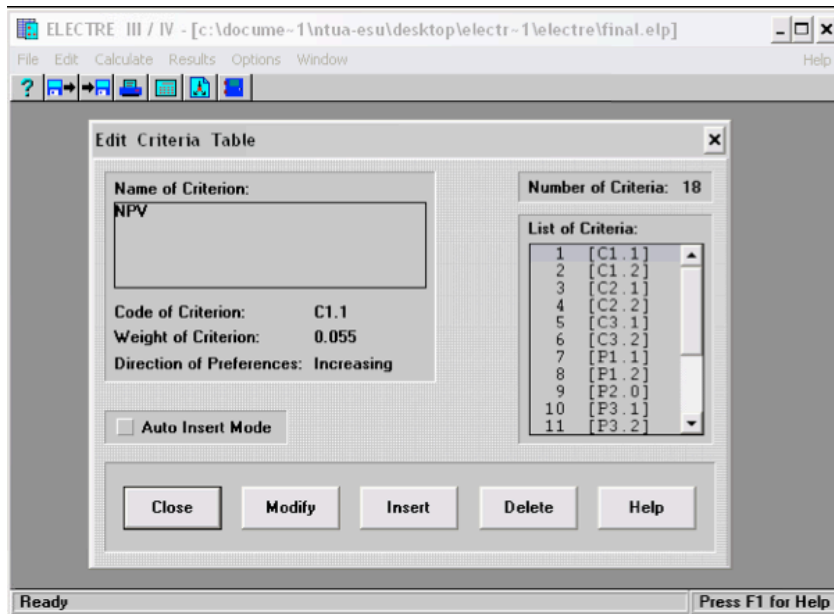 ELECTRE III / IV - [c:\docume~1\ntua-esu\desktop\electr~1\electre\final.elp]
File Edit Calculate Results Options Window Help
Edit Criteria Table
Name of Criterion:
NPV
Code of Criterion: C1.1
Weight of Criterion: 0.055
Direction of Preferences: Increasing
Auto Insert Mode
Number of Criteria: 18
List of Criteria:
1 [C1.1]
2 [C1.2]
3 [C2.1]
4 [C2.2]
5 [C3.1]
6 [C3.2]
7 [P1.1]
8 [P1.2]
9 [P2.0]
10 [P3.1]
11 [P3.2]
Close Modify Insert Delete Help
Ready Press F1 for Help